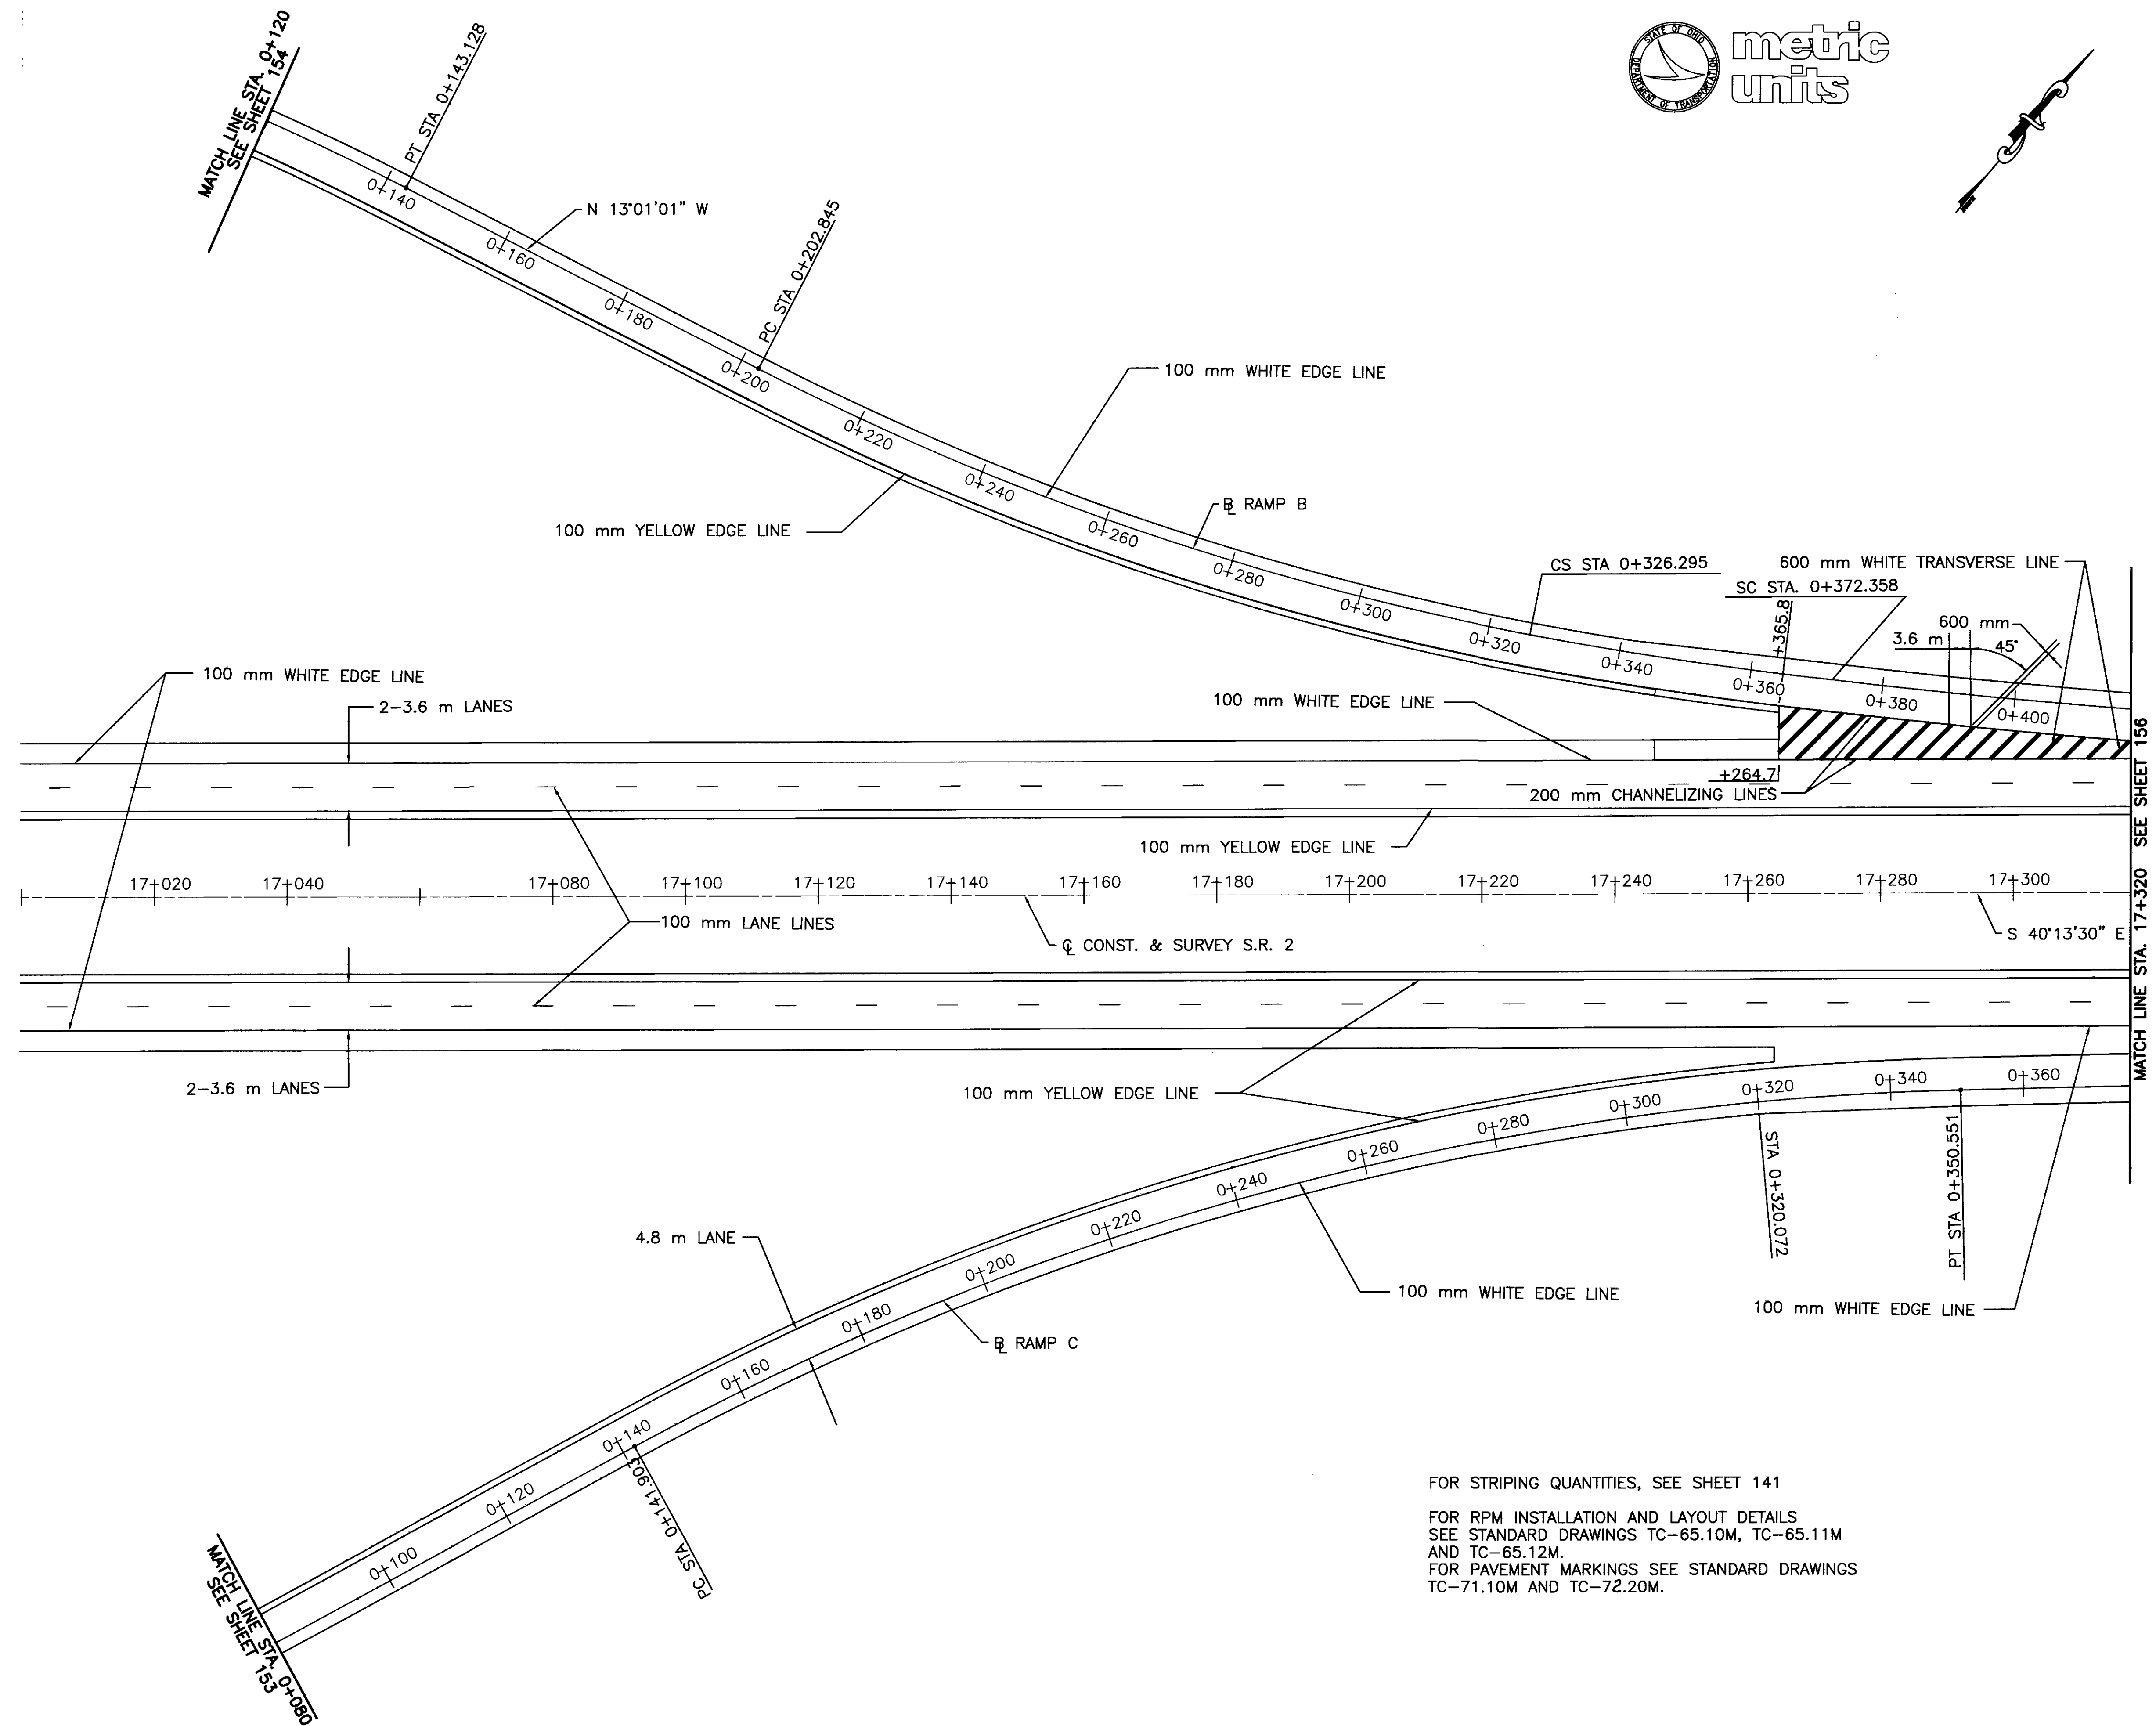 STATE OF OHIO
DEPARTMENT OF TRANSPORTATION
metric
units
MATCH LINE STA. 0+120
SEE SHEET 154
PT STA 0+143.128
0+140
N 13°01'01" W
0+160
0+180
PC STA 0+202.845
0+200
0+220
100 mm WHITE EDGE LINE
0+240
100 mm YELLOW EDGE LINE
0+260
B
L RAMP B
0+280
0+300
CS STA 0+326.295
0+320
0+340
600 mm WHITE TRANSVERSE LINE
SC STA. 0+372.358
+365.8
0+360
0+380
3.6 m
600 mm
45°
0+400
100 mm WHITE EDGE LINE
2-3.6 m LANES
100 mm WHITE EDGE LINE
+264.7
200 mm CHANNELIZING LINES
100 mm YELLOW EDGE LINE
17+020
17+040
17+080
17+100
17+120
17+140
17+160
17+180
17+200
17+220
17+240
17+260
17+280
17+300
100 mm LANE LINES
C
L CONST. & SURVEY S.R. 2
S 40°13'30" E
MATCH LINE STA. 17+320 SEE SHEET 156
2-3.6 m LANES
100 mm YELLOW EDGE LINE
0+360
0+340
0+320
0+300
0+280
0+260
0+240
0+220
0+200
0+180
0+160
0+140
0+120
0+100
STA 0+320.072
PT STA 0+350.551
4.8 m LANE
100 mm WHITE EDGE LINE
100 mm WHITE EDGE LINE
B
L RAMP C
PC STA 0+141.903
MATCH LINE STA. 0+080
SEE SHEET 153
FOR STRIPING QUANTITIES, SEE SHEET 141
FOR RPM INSTALLATION AND LAYOUT DETAILS
SEE STANDARD DRAWINGS TC-65.10M, TC-65.11M
AND TC-65.12M.
FOR PAVEMENT MARKINGS SEE STANDARD DRAWINGS
TC-71.10M AND TC-72.20M.